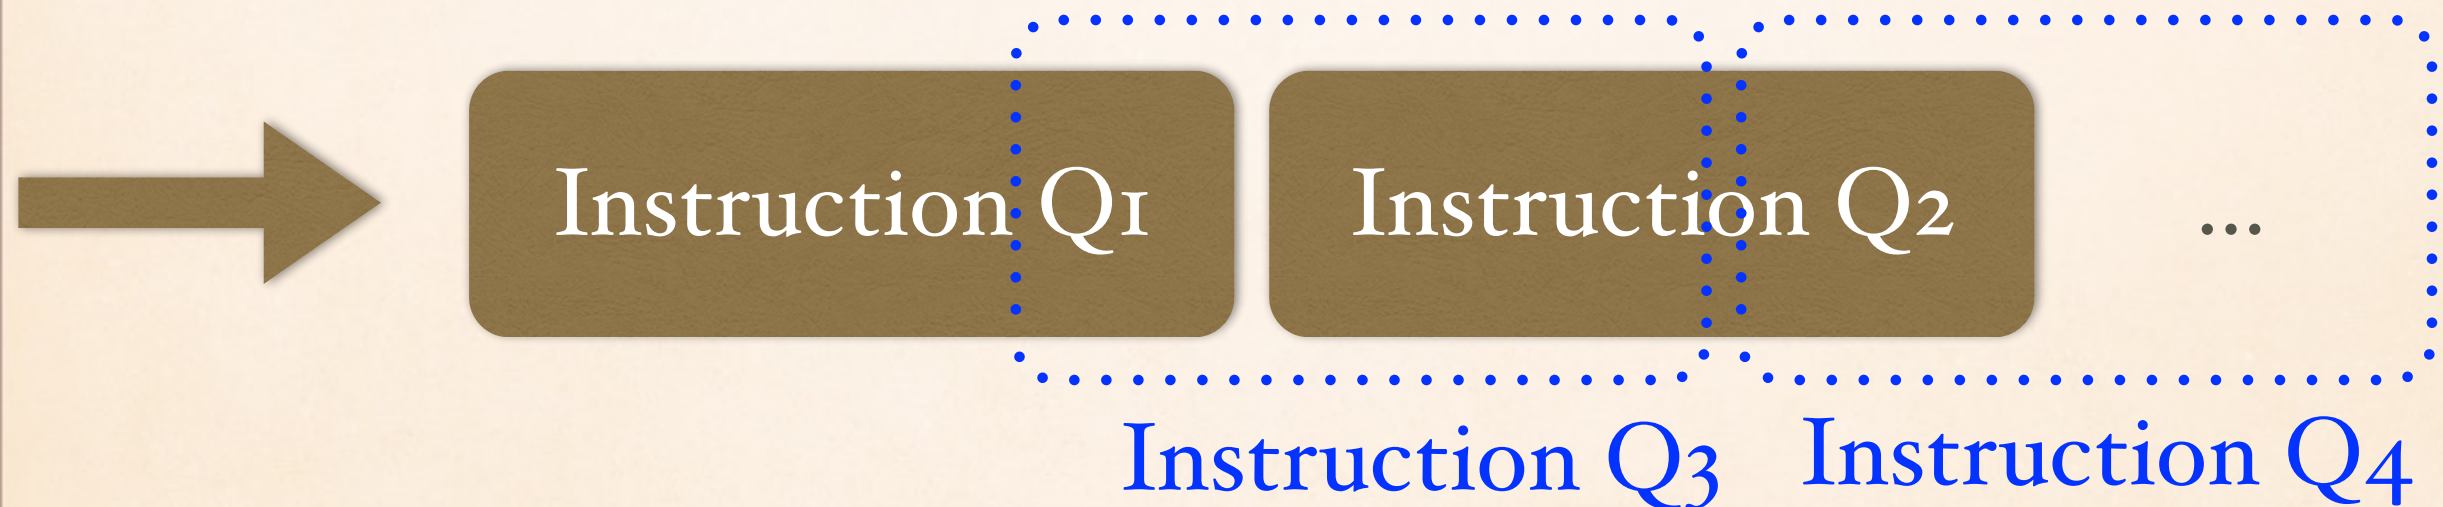 Instruction Q1
Instruction Q2
...
Instruction Q3
Instruction Q4